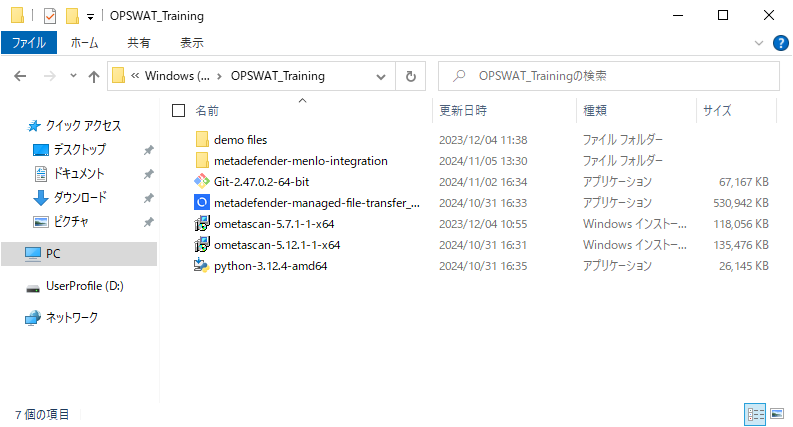 OPSWAT_Training
ファイル ホーム 共有 表示
Windows (... OPSWAT_Training OPSWAT_Trainingの検索
名前 更新日時 種類 サイズ
クイック アクセス
デスクトップ
ドキュメント
ダウンロード
ピクチャ
PC
UserProfile (D:)
ネットワーク
demo files 2023/12/04 11:38 ファイル フォルダー
metadefender-menlo-integration 2024/11/05 13:30 ファイル フォルダー
Git-2.47.0.2-64-bit 2024/11/02 16:34 アプリケーション 67,167 KB
metadefender-managed-file-transfer_... 2024/10/31 16:33 アプリケーション 530,942 KB
ometascan-5.7.1-1-x64 2023/12/04 10:55 Windows インストー... 118,056 KB
ometascan-5.12.1-1-x64 2024/10/31 16:31 Windows インストー... 135,476 KB
python-3.12.4-amd64 2024/10/31 16:35 アプリケーション 26,145 KB
7 個の項目